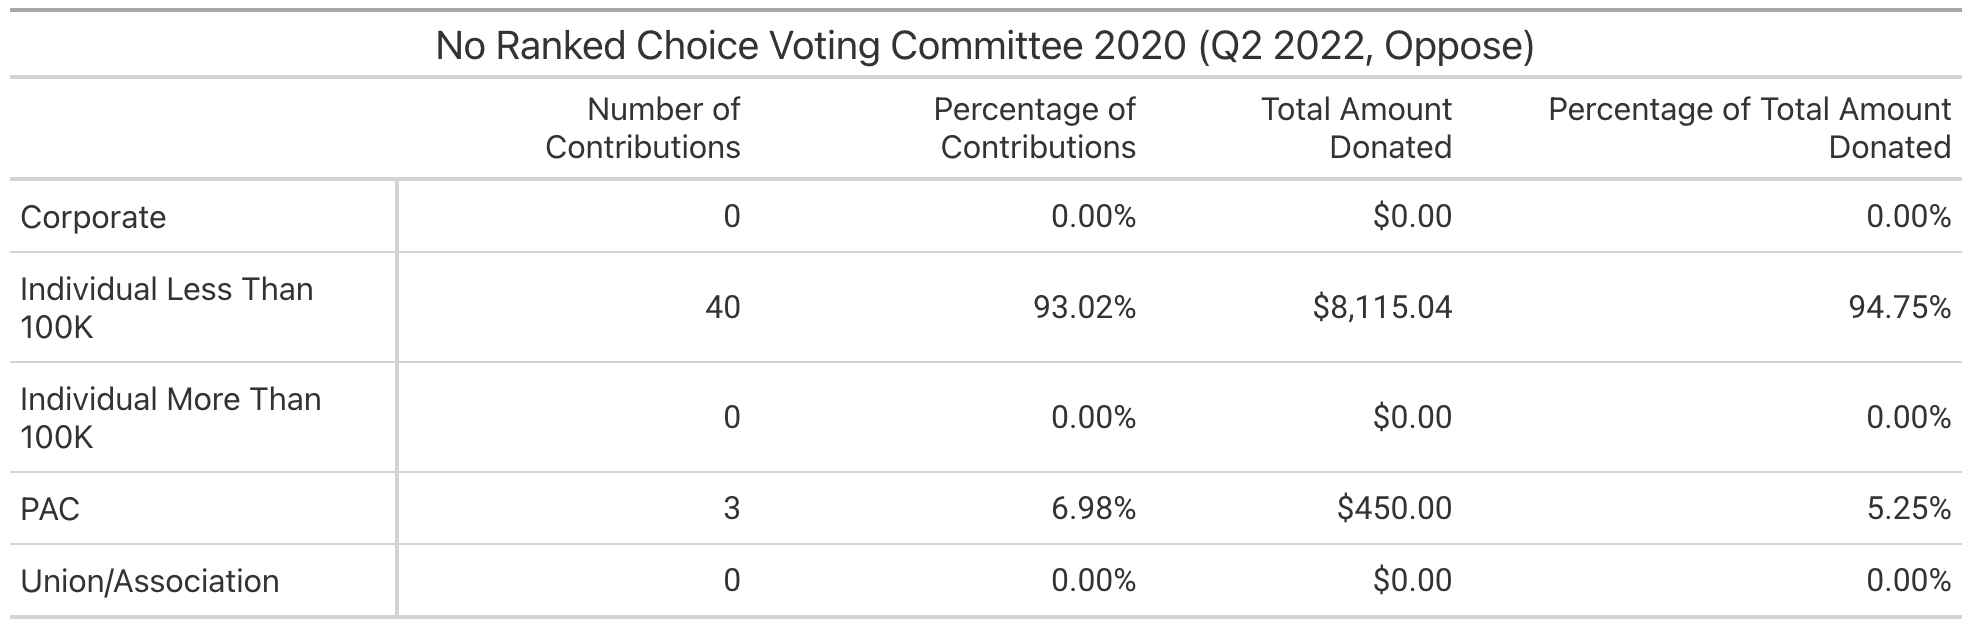 No Ranked Choice Voting Committee 2020 (Q2 2022, Oppose)
Number of Contributions Percentage of Contributions Total Amount Donated Percentage of Total Amount Donated
Corporate 0 0.00% $0.00 0.00%
Individual Less Than 100K 40 93.02% $8,115.04 94.75%
Individual More Than 100K 0 0.00% $0.00 0.00%
PAC 3 6.98% $450.00 5.25%
Union/Association 0 0.00% $0.00 0.00%